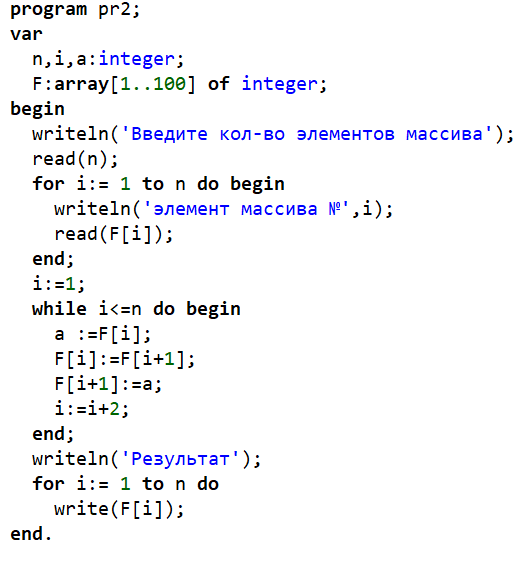 program pr2;
var
  n,i,a:integer;
  F:array[1..100] of integer;
begin
  writeln('Введите кол-во элементов массива');
  read(n);
  for i:= 1 to n do begin
    writeln('элемент массива №',i);
    read(F[i]);
  end;
  i:=1;
  while i<=n do begin
    a :=F[i];
    F[i]:=F[i+1];
    F[i+1]:=a;
    i:=i+2;
  end;
  writeln('Результат');
  for i:= 1 to n do
    write(F[i]);
end.